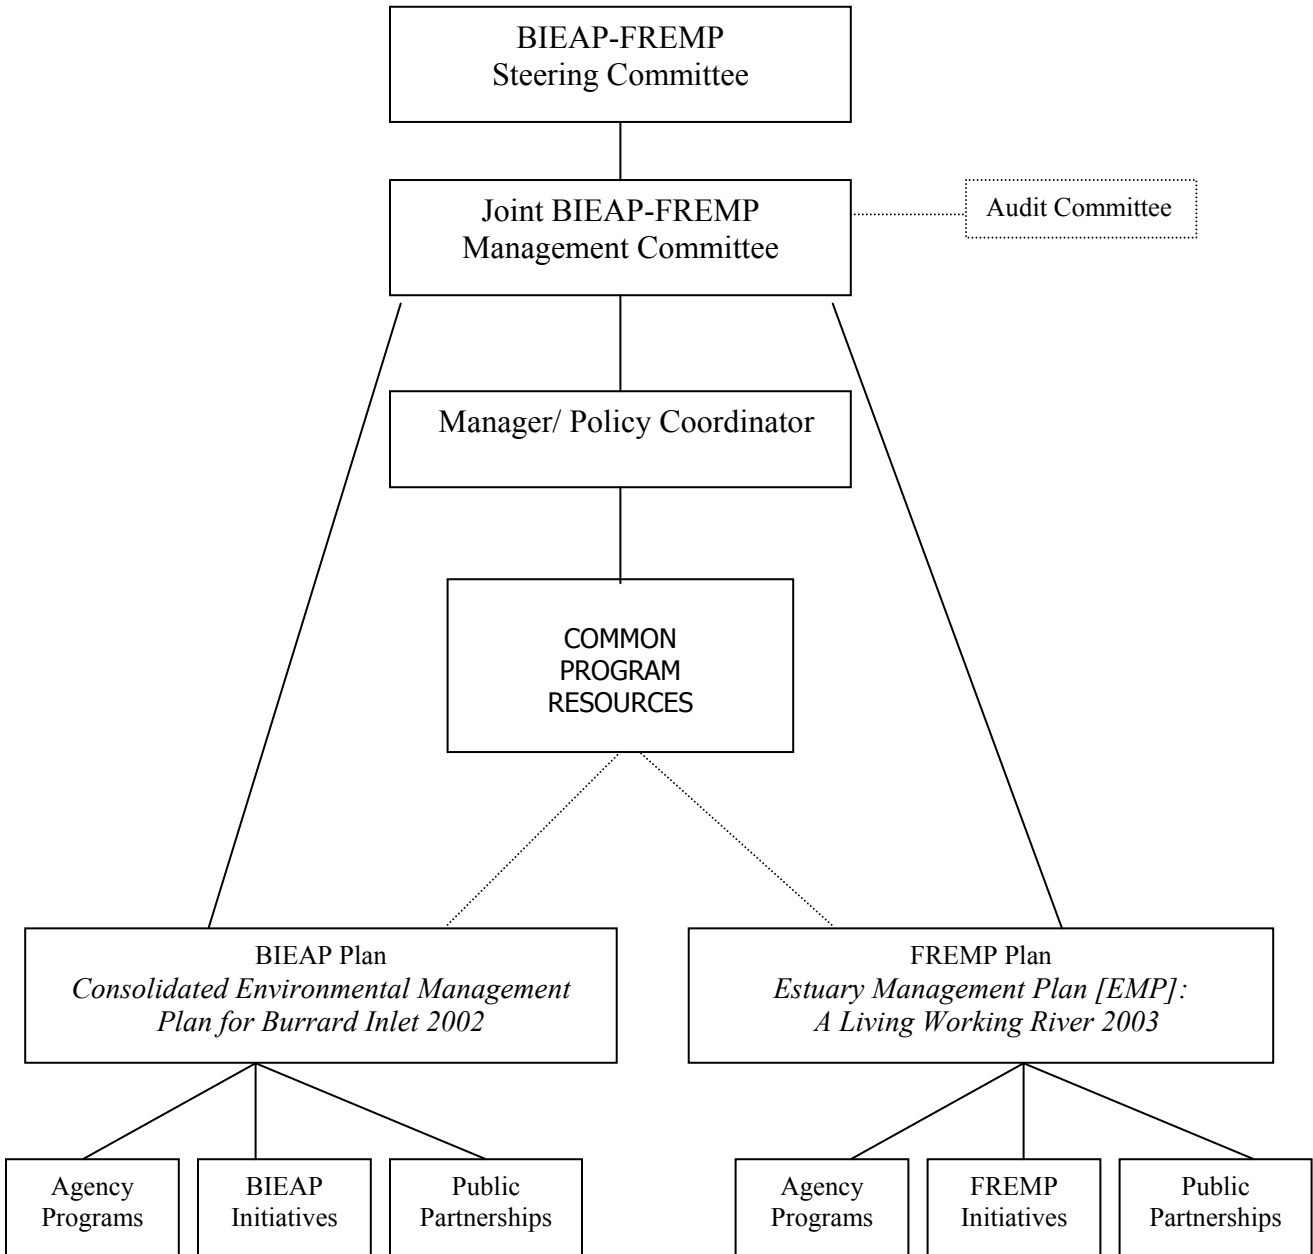 BIEAP-FREMP
Steering Committee
Joint BIEAP-FREMP
Management Committee
Audit Committee
Manager/ Policy Coordinator
COMMON
PROGRAM
RESOURCES
BIEAP Plan
Consolidated Environmental Management
Plan for Burrard Inlet 2002
FREMP Plan
Estuary Management Plan [EMP]:
A Living Working River 2003
Agency
Programs
BIEAP
Initiatives
Public
Partnerships
Agency
Programs
FREMP
Initiatives
Public
Partnerships